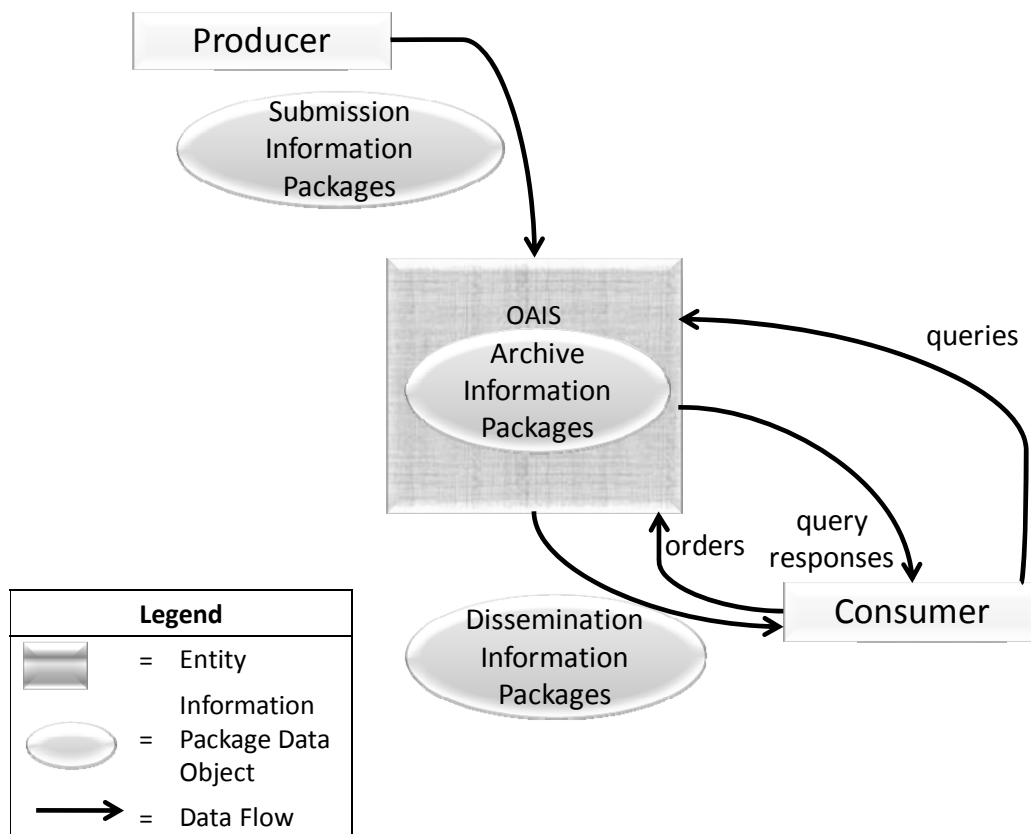 Producer
Submission
Information
Packages
OAIS
Archive
Information
Packages
queries
query
responses
orders
Consumer
Dissemination
Information
Packages
Legend
= Entity
Information
= Package Data
Object
= Data Flow